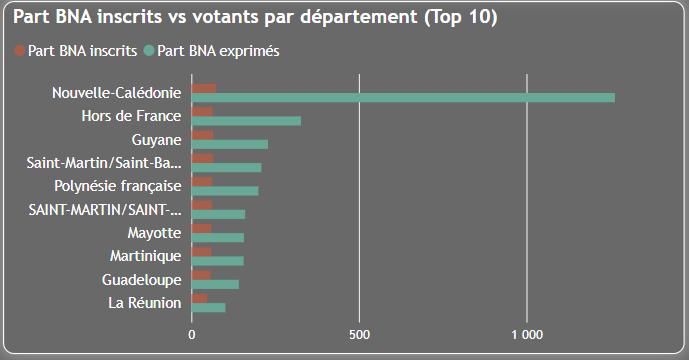 Part BNA inscrits vs votants par département (Top 10)
Part BNA inscrits Part BNA exprimés
Nouvelle-Calédonie
Hors de France
Guyane
Saint-Martin/Saint-Ba...
Polynésie française
SAINT-MARTIN/SAINT-...
Mayotte
Martinique
Guadeloupe
La Réunion
0 500 1 000